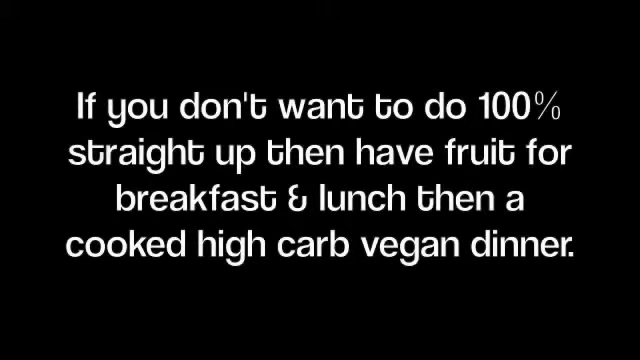 If you don't want to do 100%
straight up then have fruit for
breakfast & lunch then a
cooked high carb vegan dinner.